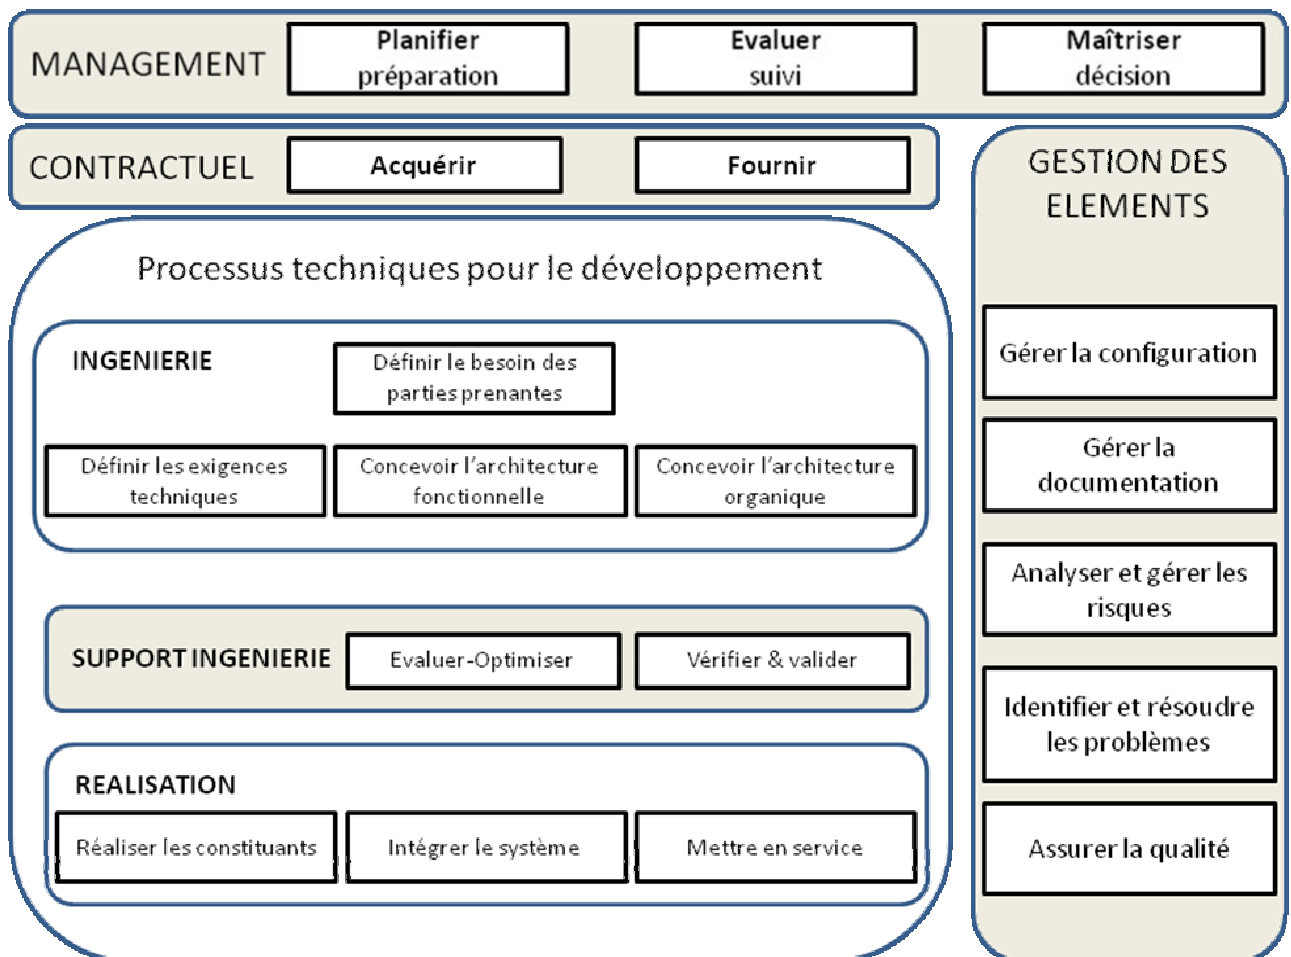 MANAGEMENT
Planifier
préparation
Evaluer
suivi
Maîtriser
décision
CONTRACTUEL
Acquérir
Fournir
GESTION DES
ELEMENTS
Gérer la configuration
Gérer la
documentation
Analyser et gérer les
risques
Identifier et résoudre
les problèmes
Assurer la qualité
Processus techniques pour le développement
INGENIERIE
Définir le besoin des
parties prenantes
Définir les exigences
techniques
Concevoir l'architecture
fonctionnelle
Concevoir l'architecture
organique
SUPPORT INGENIERIE
Evaluer-Optimiser
Vérifier & valider
REALISATION
Réaliser les constituants
Intégrer le système
Mettre en service